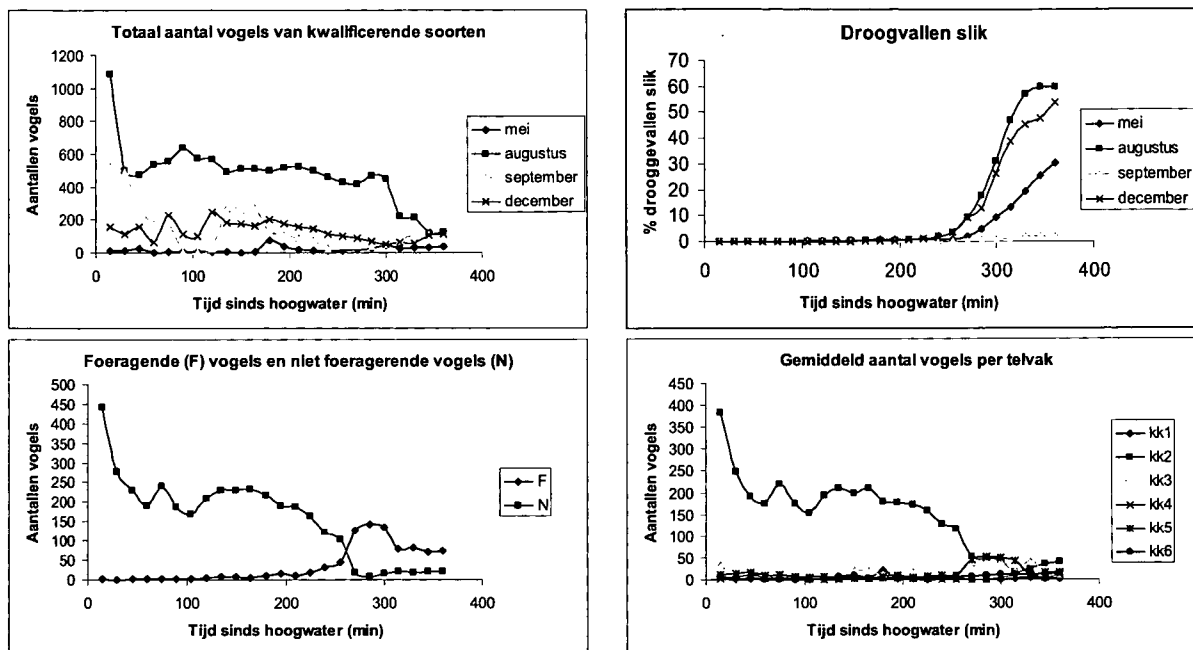 Totaal aantal vogels van kwalificerende soorten
Aantallen vogels
1200
1000
800
600
400
200
0
0 100 200 300 400
Tijd sinds hoogwater (min)
mei
augustus
september
december
Droogvallen slik
% drooggevallen slik
70
60
50
40
30
20
10
0
0 100 200 300 400
Tijd sinds hoogwater (min)
mei
augustus
september
december
Foeragende (F) vogels en niet foeragerende vogels (N)
Aantallen vogels
500
450
400
350
300
250
200
150
100
50
0
0 100 200 300 400
Tijd sinds hoogwater (min)
F
N
Gemiddeld aantal vogels per telvak
Aantallen vogels
450
400
350
300
250
200
150
100
50
0
0 100 200 300 400
Tijd sinds hoogwater (min)
kk1
kk2
kk3
kk4
kk5
kk6